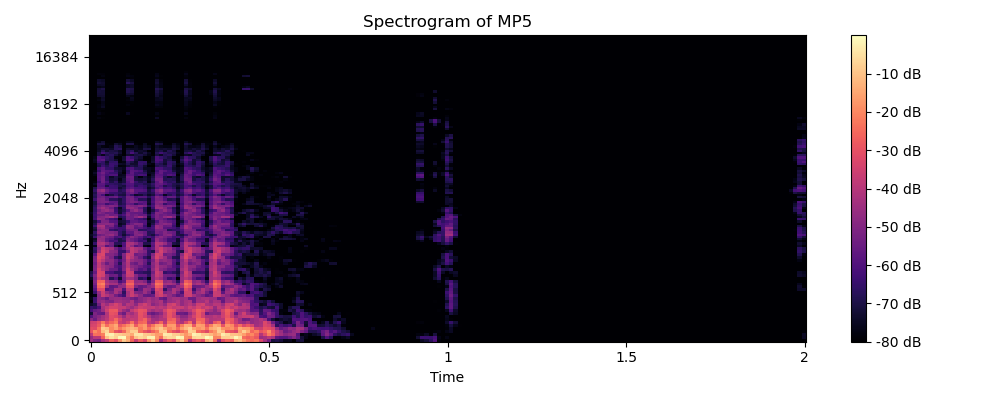 Spectrogram of MP5
16384
8192
4096
2048
1024
512
0
Hz
0
0.5
1
1.5
2
Time
-10 dB
-20 dB
-30 dB
-40 dB
-50 dB
-60 dB
-70 dB
-80 dB